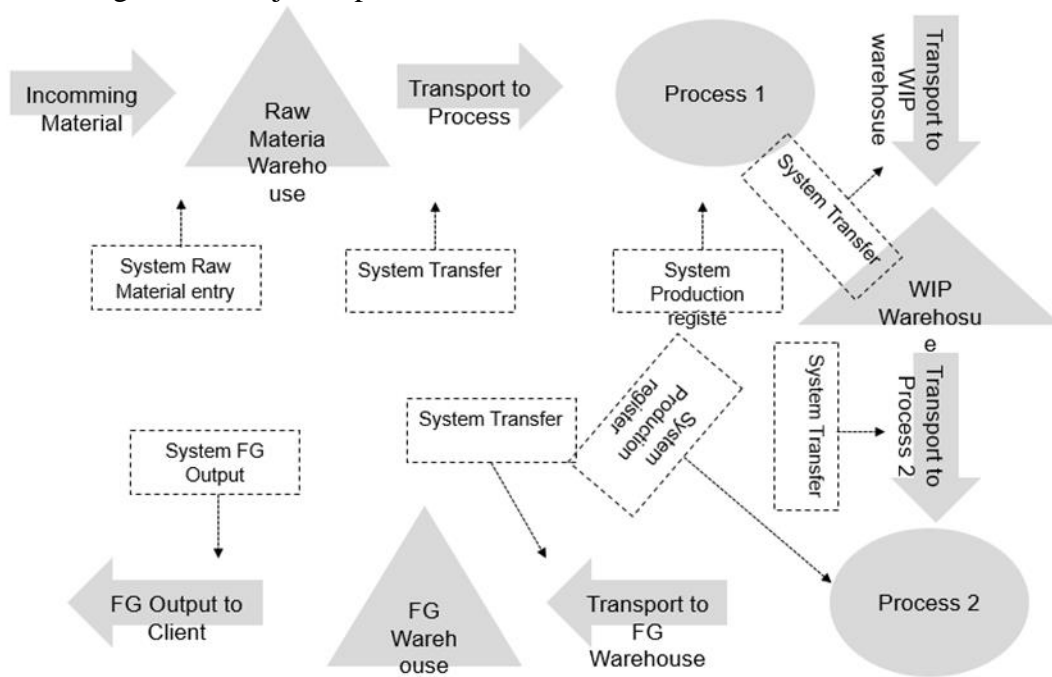 Incomming
Material
Raw
Materia
Wareho
use
Transport to
Process
Process 1
Transport to
WIP
warehosue
System Transfer
System Raw
Material entry
System Transfer
System
Production
registe
WIP
Warehosu
e
System Transfer
Transport to
Process 2
System
Production
register
System Transfer
System FG
Output
FG Output to
Client
FG
Wareh
ouse
Transport to
FG
Warehouse
Process 2